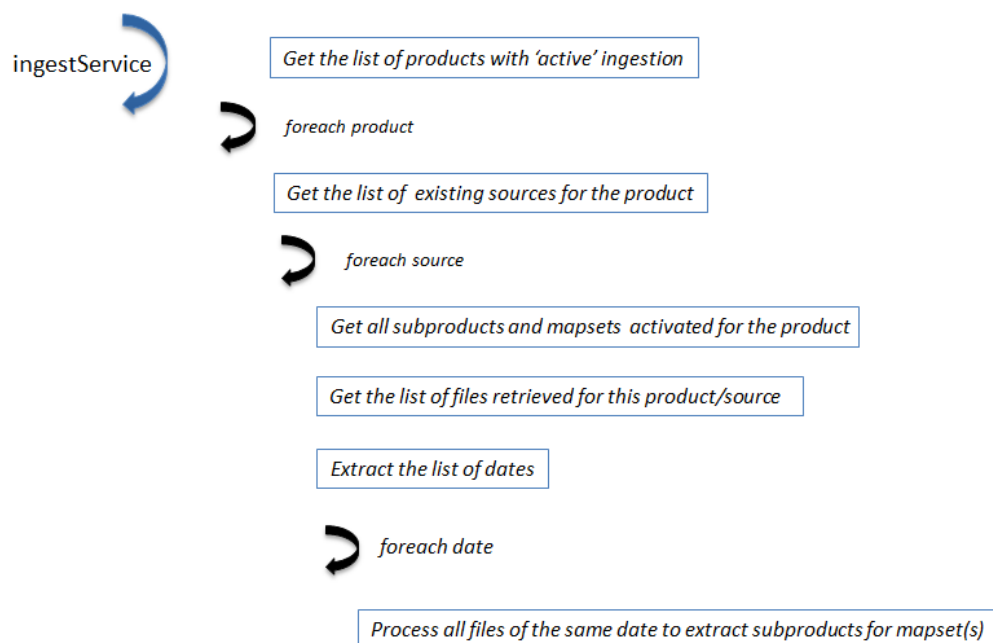 ingestService
Get the list of products with ‘active’ ingestion
foreach product
Get the list of  existing sources for the product
foreach source
Get all subproducts and mapsets  activated for the product
Get the list of files retrieved for this product/source
Extract the list of dates
foreach date
Process all files of the same date to extract subproducts for mapset(s)